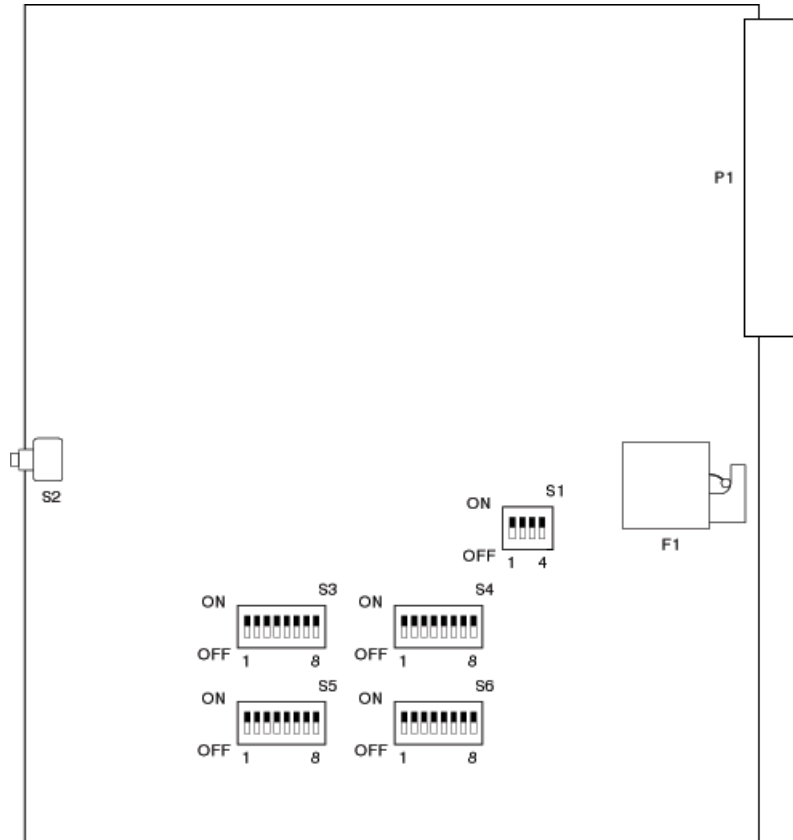 P1
S2
ON S1
OFF 1 4
F1
ON S3 ON S4
OFF 1 8 OFF 1 8
ON S5 ON S6
OFF 1 8 OFF 1 8